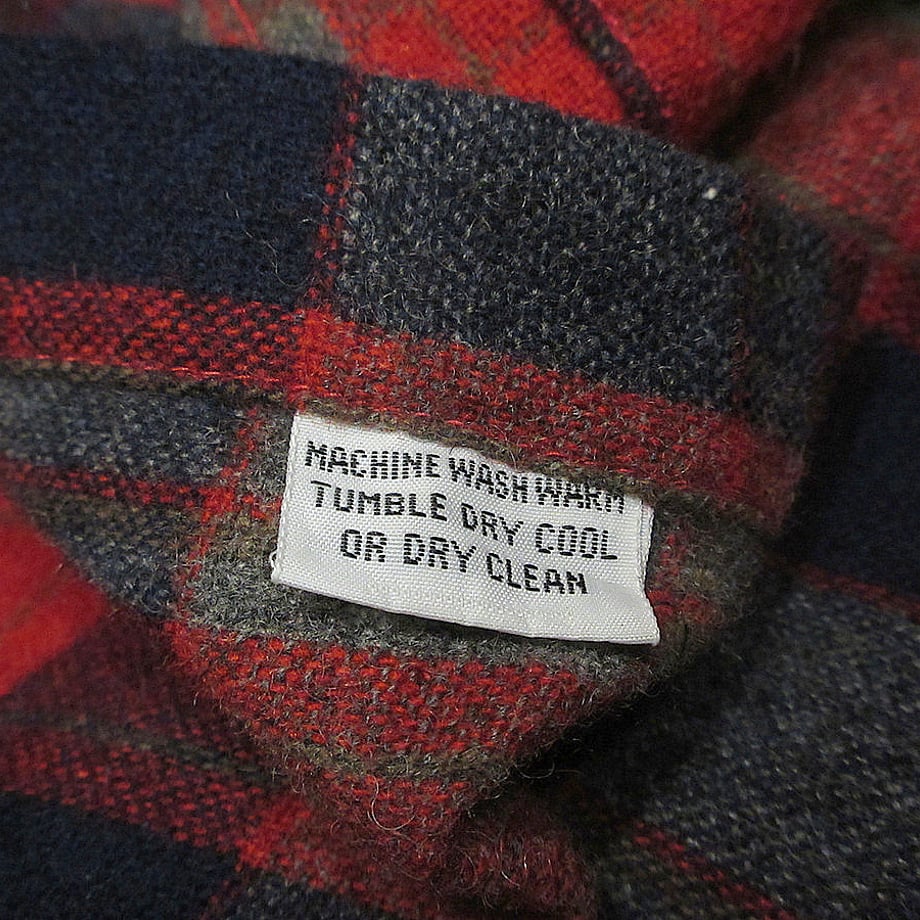 MACHINE WASH WARM
TUMBLE DRY COOL
OR DRY CLEAN